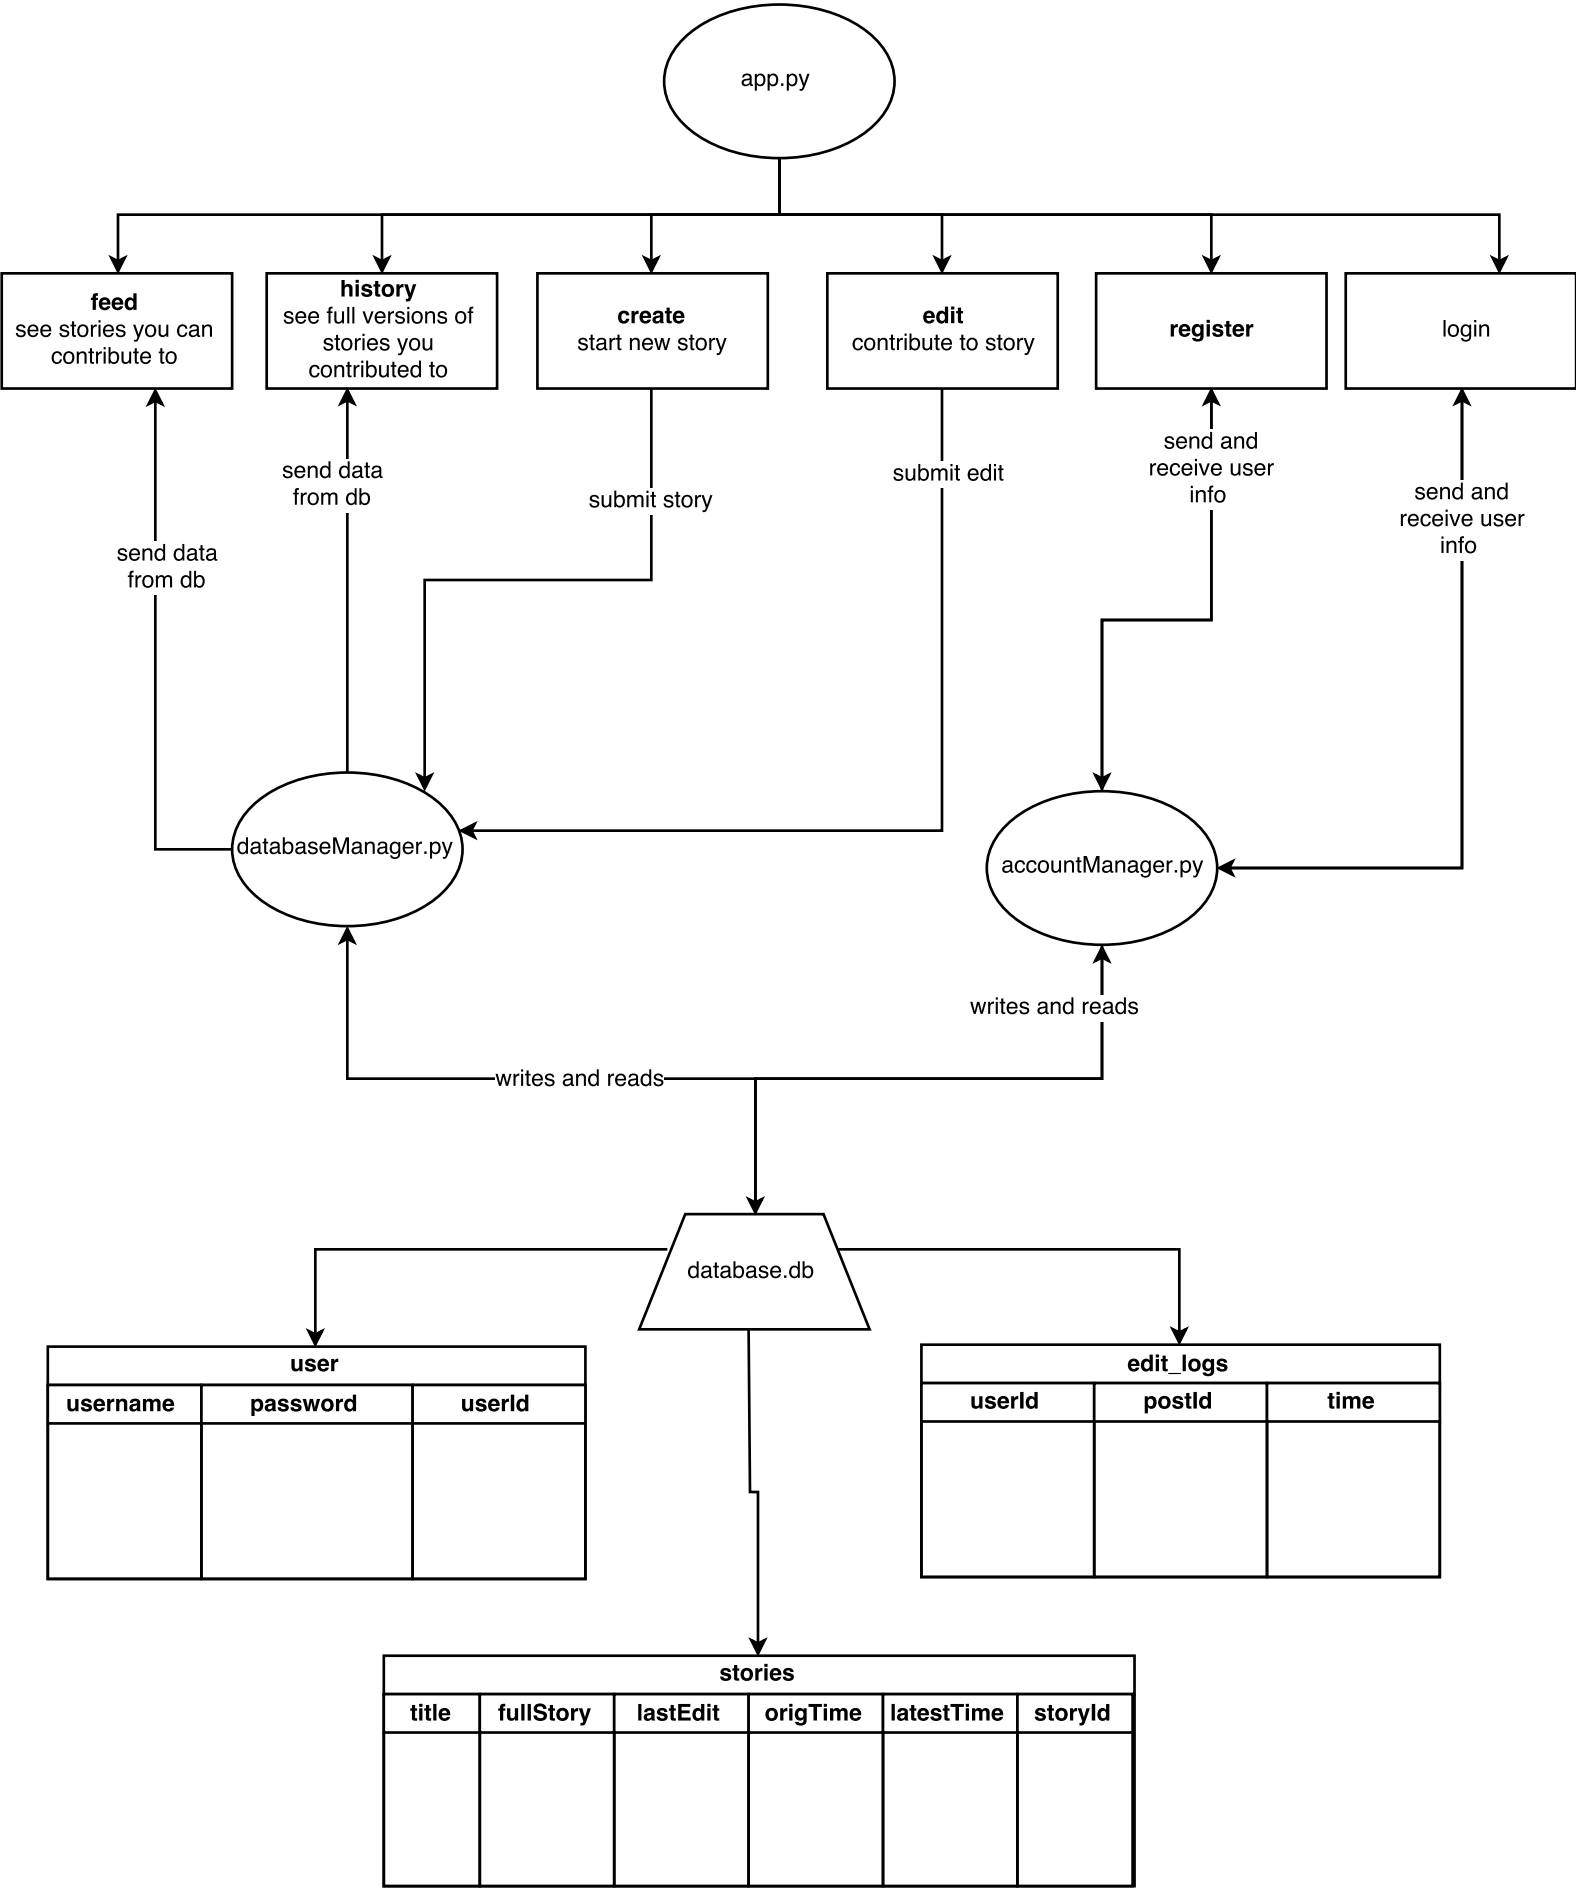 app.py
feed
see stories you can
contribute to
history
see full versions of
stories you
contributed to
create
start new story
edit
contribute to story
register
login
send data
from db
send data
from db
submit story
submit edit
send and
receive user
info
send and
receive user
info
databaseManager.py
accountManager.py
writes and reads
writes and reads
database.db
user
username password userId
edit_logs
userId postId time
stories
title fullStory lastEdit origTime latestTime storyId